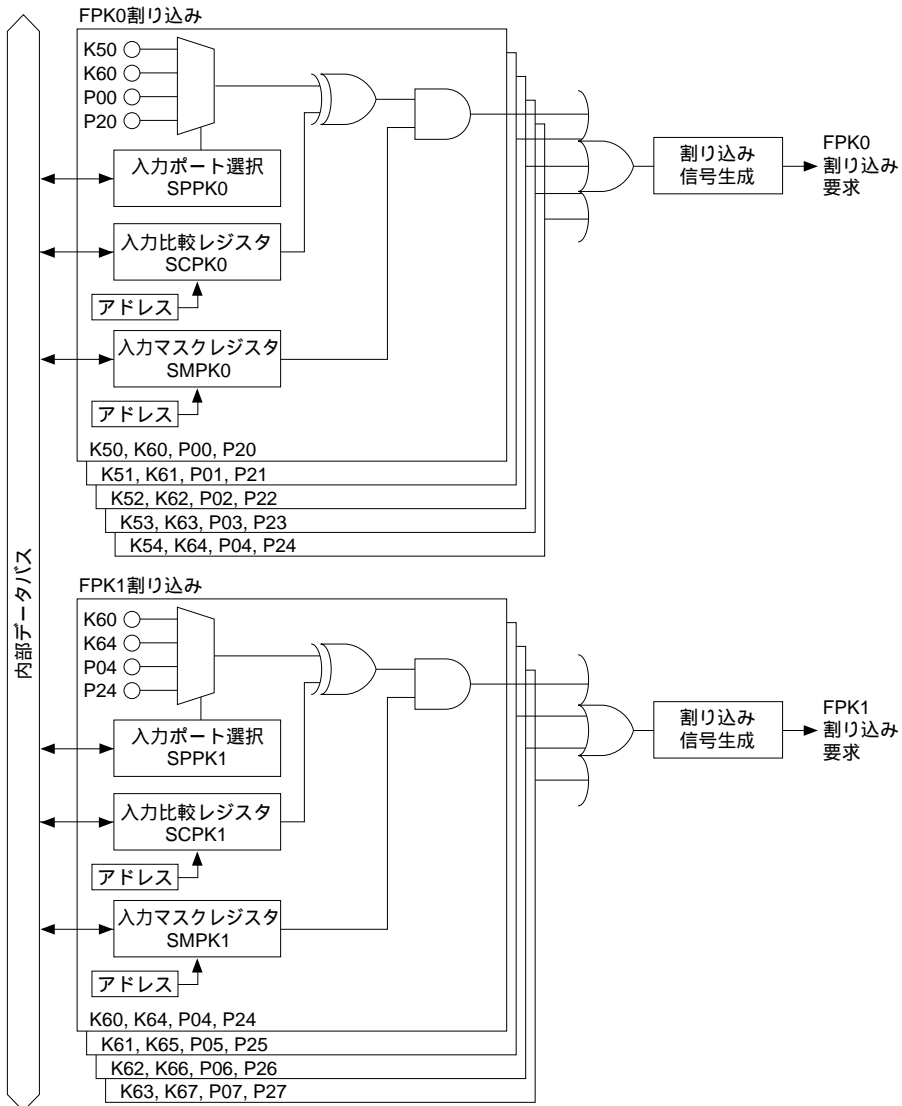 FPK0割り込み
K50
K60
P00
P20
入力ポート選択
SPPK0
入力比較レジスタ
SCPK0
アドレス
入力マスクレジスタ
SMPK0
アドレス
K50, K60, P00, P20
K51, K61, P01, P21
K52, K62, P02, P22
K53, K63, P03, P23
K54, K64, P04, P24
割り込み
信号生成
FPK0
割り込み
要求
内部データバス
FPK1割り込み
K60
K64
P04
P24
入力ポート選択
SPPK1
入力比較レジスタ
SCPK1
アドレス
入力マスクレジスタ
SMPK1
アドレス
K60, K64, P04, P24
K61, K65, P05, P25
K62, K66, P06, P26
K63, K67, P07, P27
割り込み
信号生成
FPK1
割り込み
要求